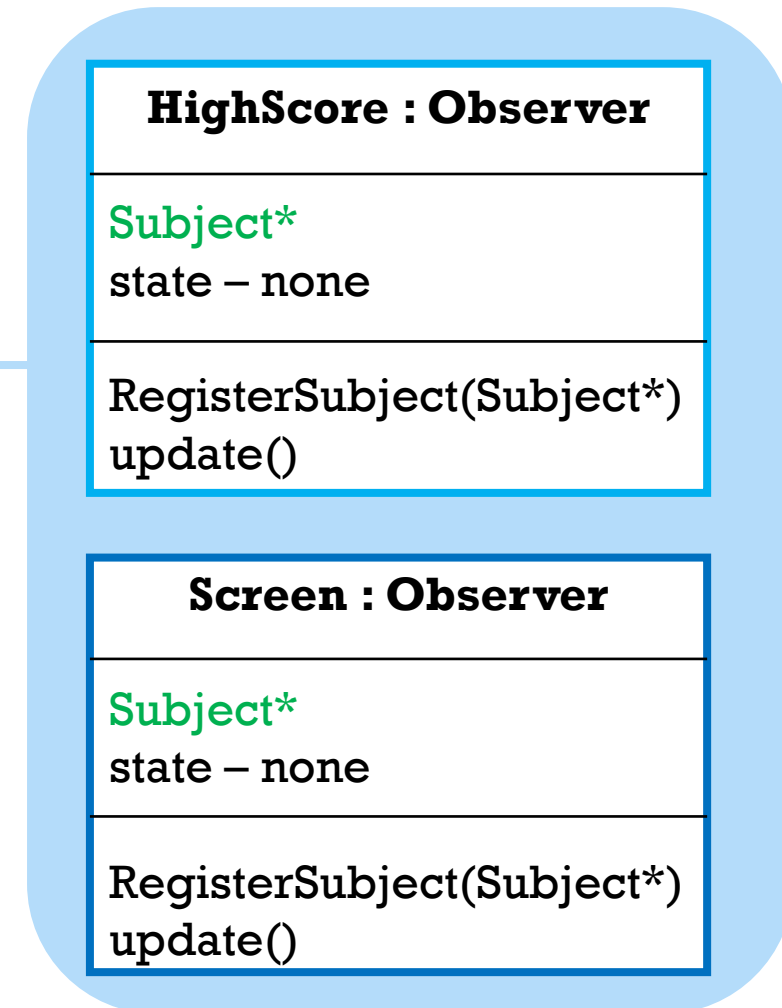 HighScore : Observer
Subject*
state – none
RegisterSubject(Subject*)
update()
Screen : Observer
Subject*
state – none
RegisterSubject(Subject*)
update()